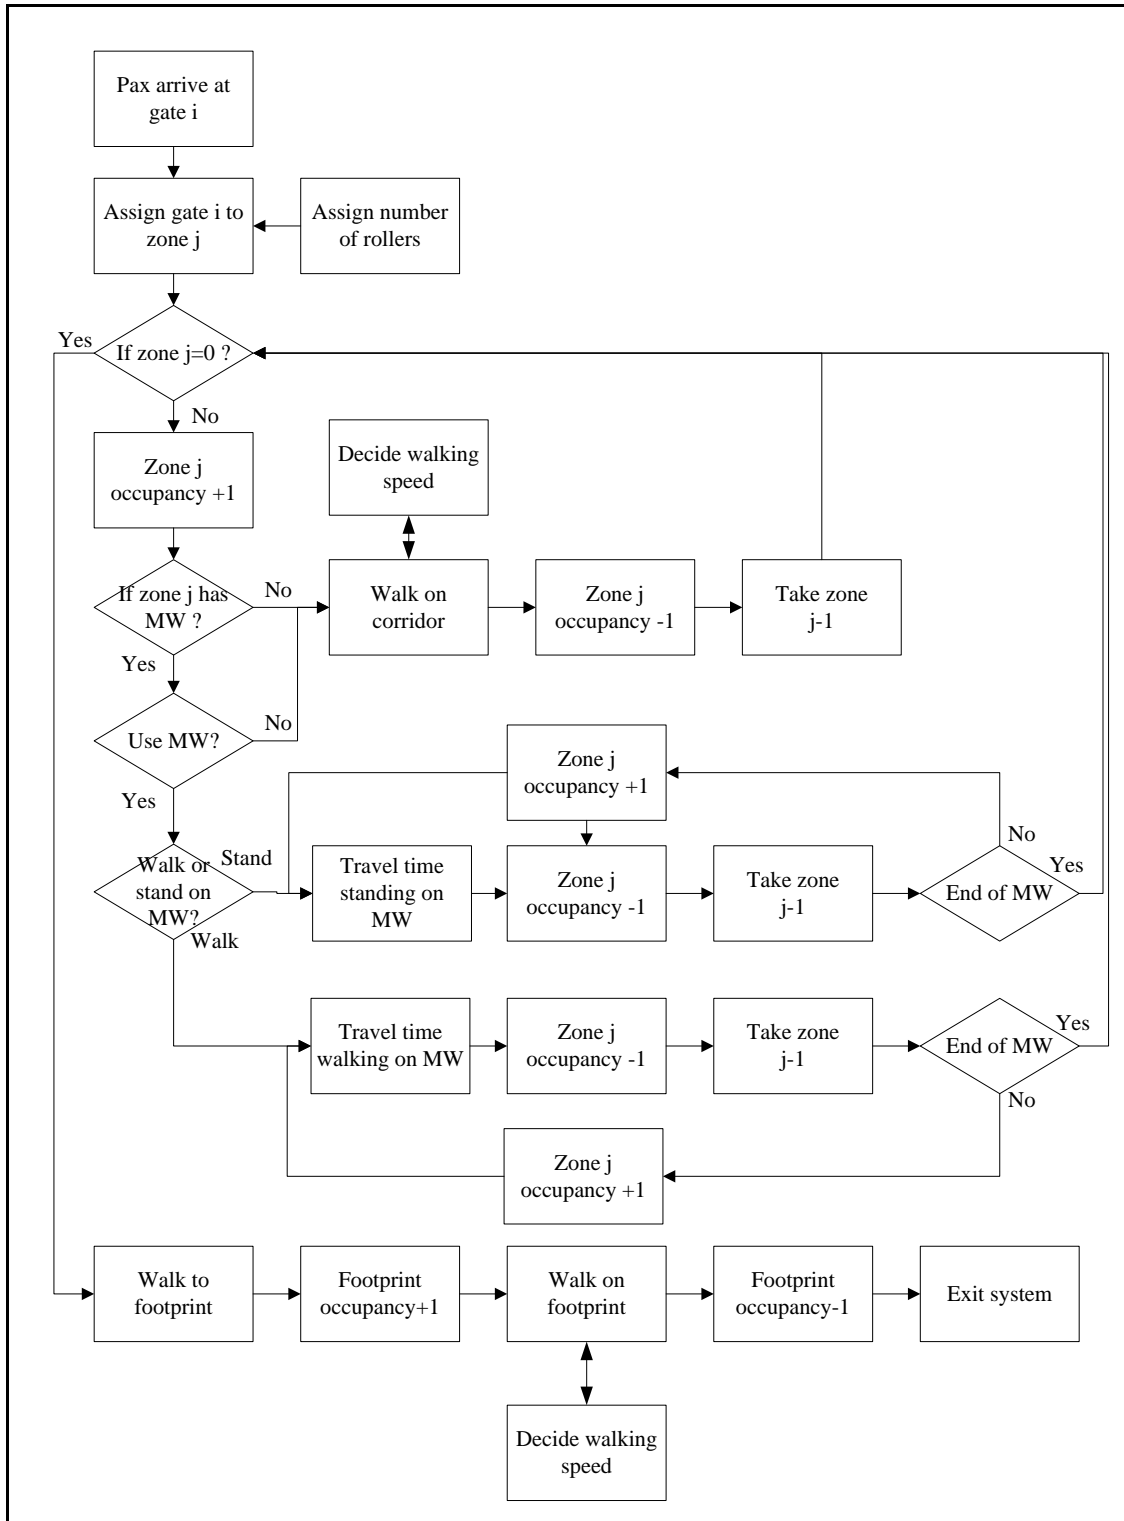 Pax arrive at
gate i
Assign gate i to
zone j
Assign number
of rollers
Yes
If zone j=0 ?
No
Zone j
occupancy +1
Decide walking
speed
If zone j has
MW ?
No
Walk on
corridor
Zone j
occupancy -1
Take zone
j-1
Yes
Use MW?
No
Zone j
occupancy +1
Yes
Walk or
stand on
MW?
Stand
Walk
Travel time
standing on
MW
Zone j
occupancy -1
Take zone
j-1
No
End of MW
Yes
Travel time
walking on MW
Zone j
occupancy -1
Take zone
j-1
End of MW
Yes
No
Zone j
occupancy +1
Walk to
footprint
Footprint
occupancy+1
Walk on
footprint
Footprint
occupancy-1
Exit system
Decide walking
speed